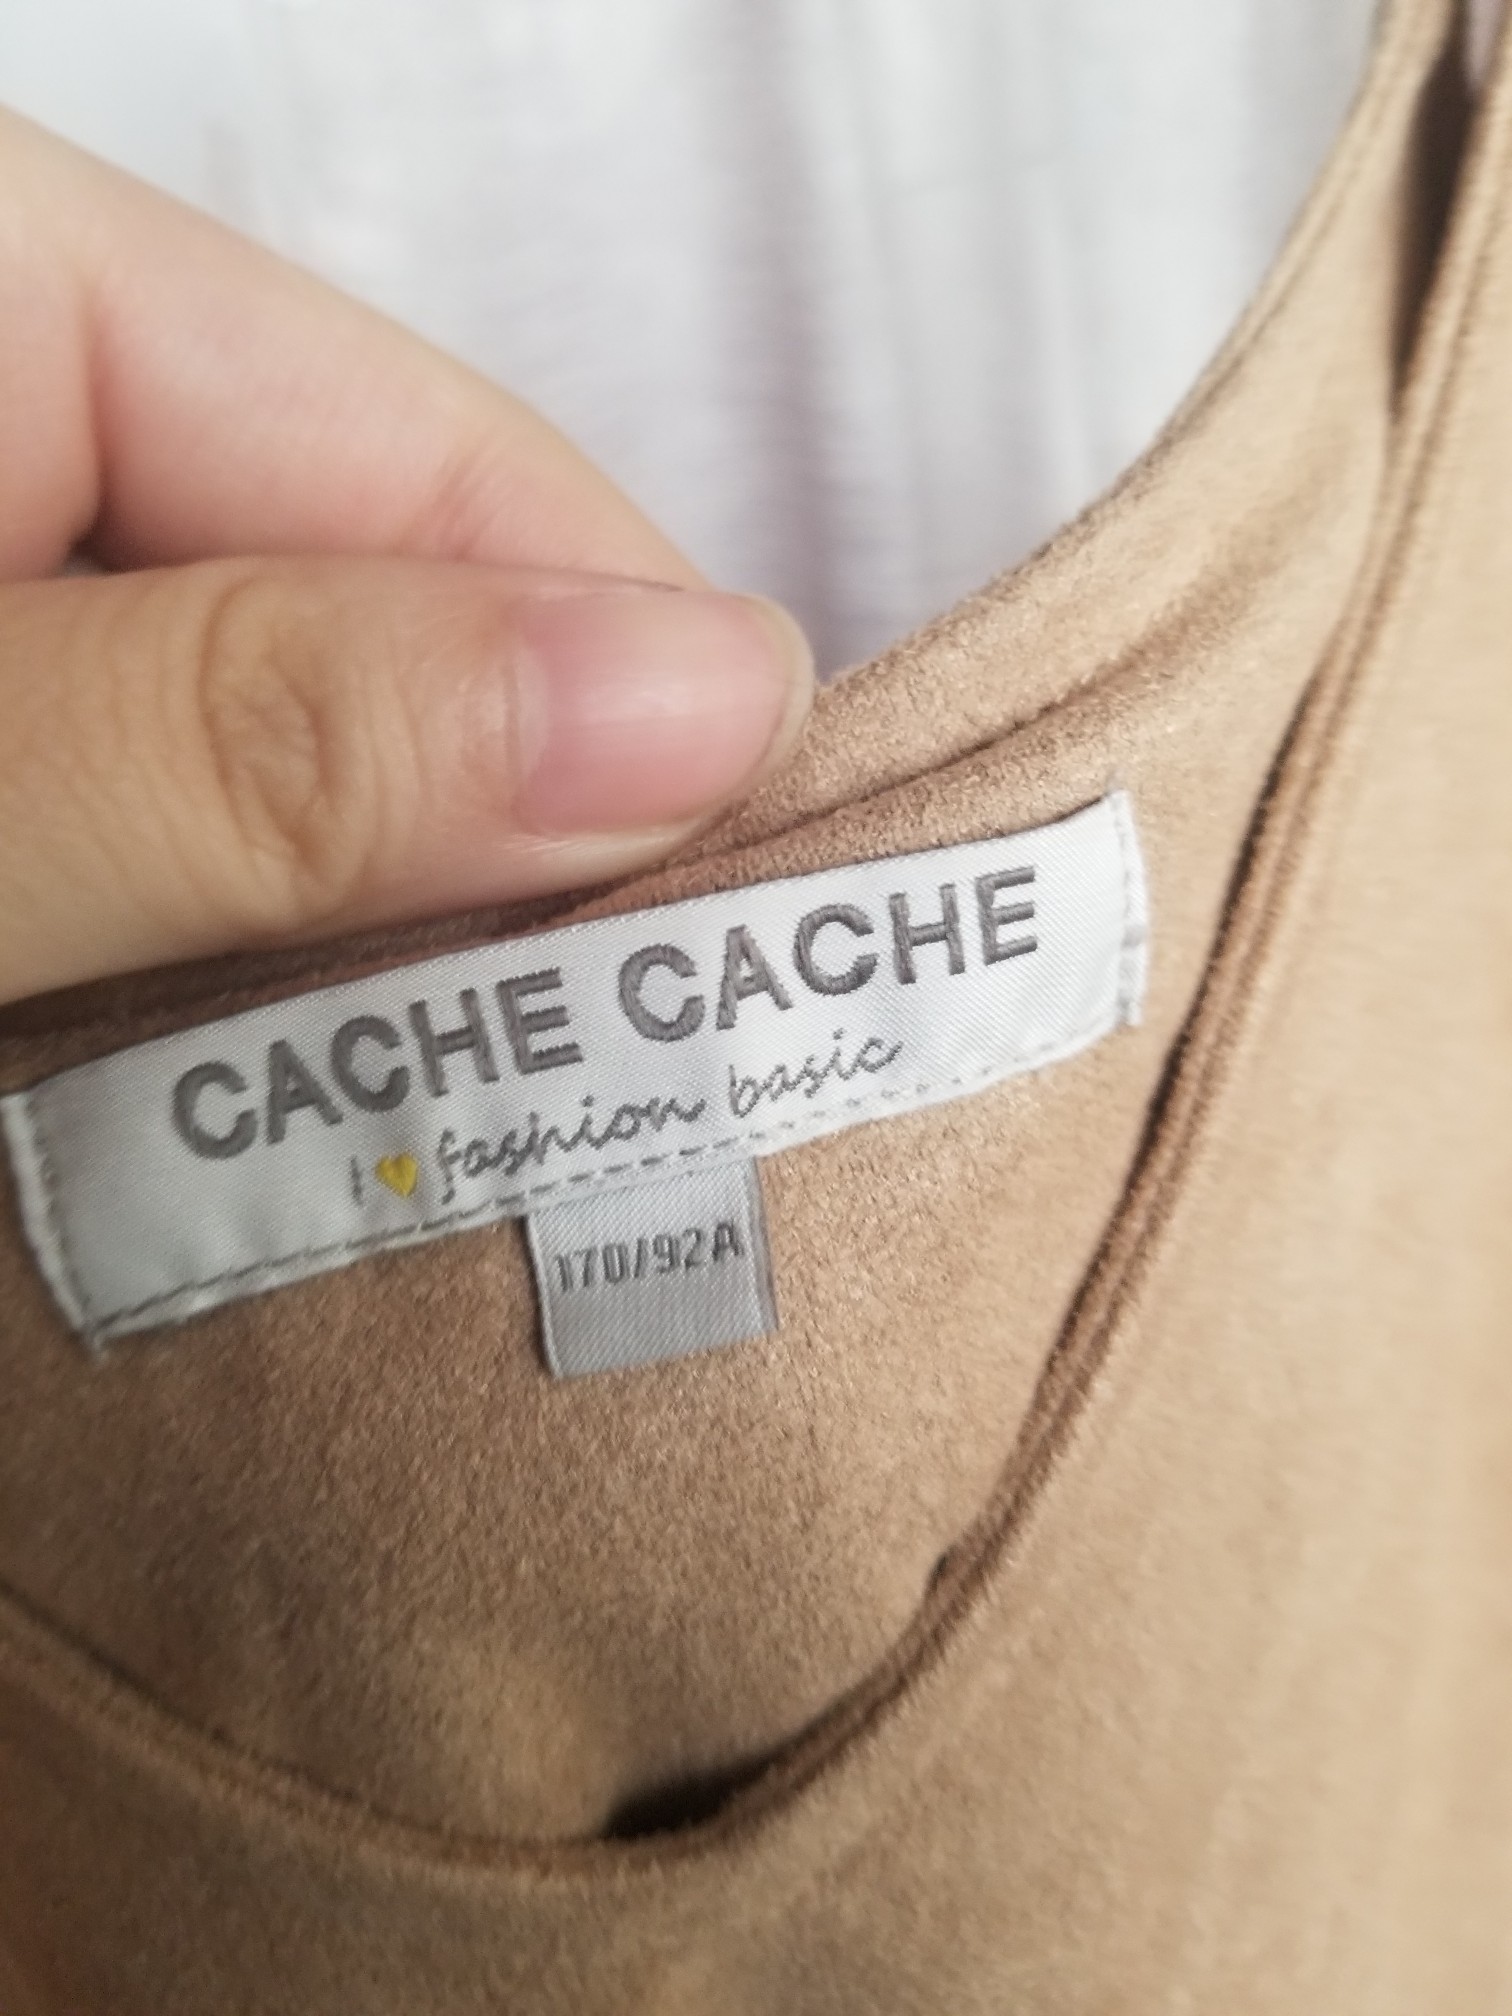 CACHE CACHE
I ♥ fashion basic
170/92A